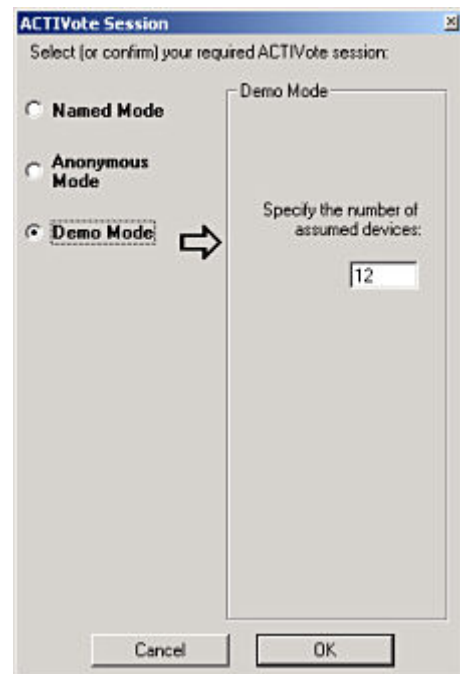 ACTIVote Session
Select (or confirm) your required ACTIVote session:
Named Mode
Anonymous
Mode
Demo Mode
Demo Mode
Specify the number of
assumed devices:
12
Cancel
OK